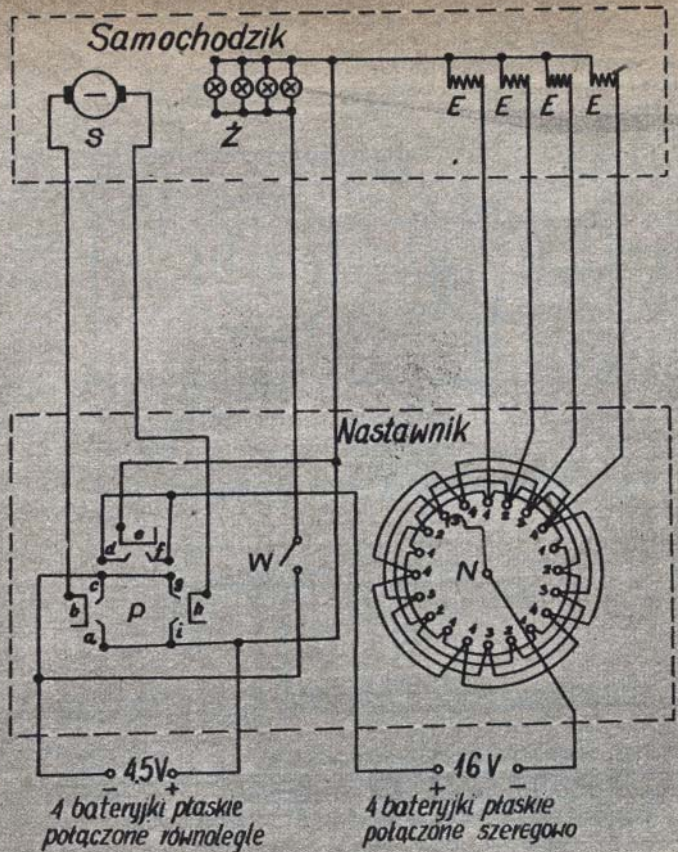 Samochodzik
S
Ż
E E E E
Nastawnik
e
d f
c g
b P h
a i
W
N
- 4,5V +
4 bateryjki płaskie
połączone równolegle
+ 16 V -
4 bateryjki płaskie
połączone szeregowo